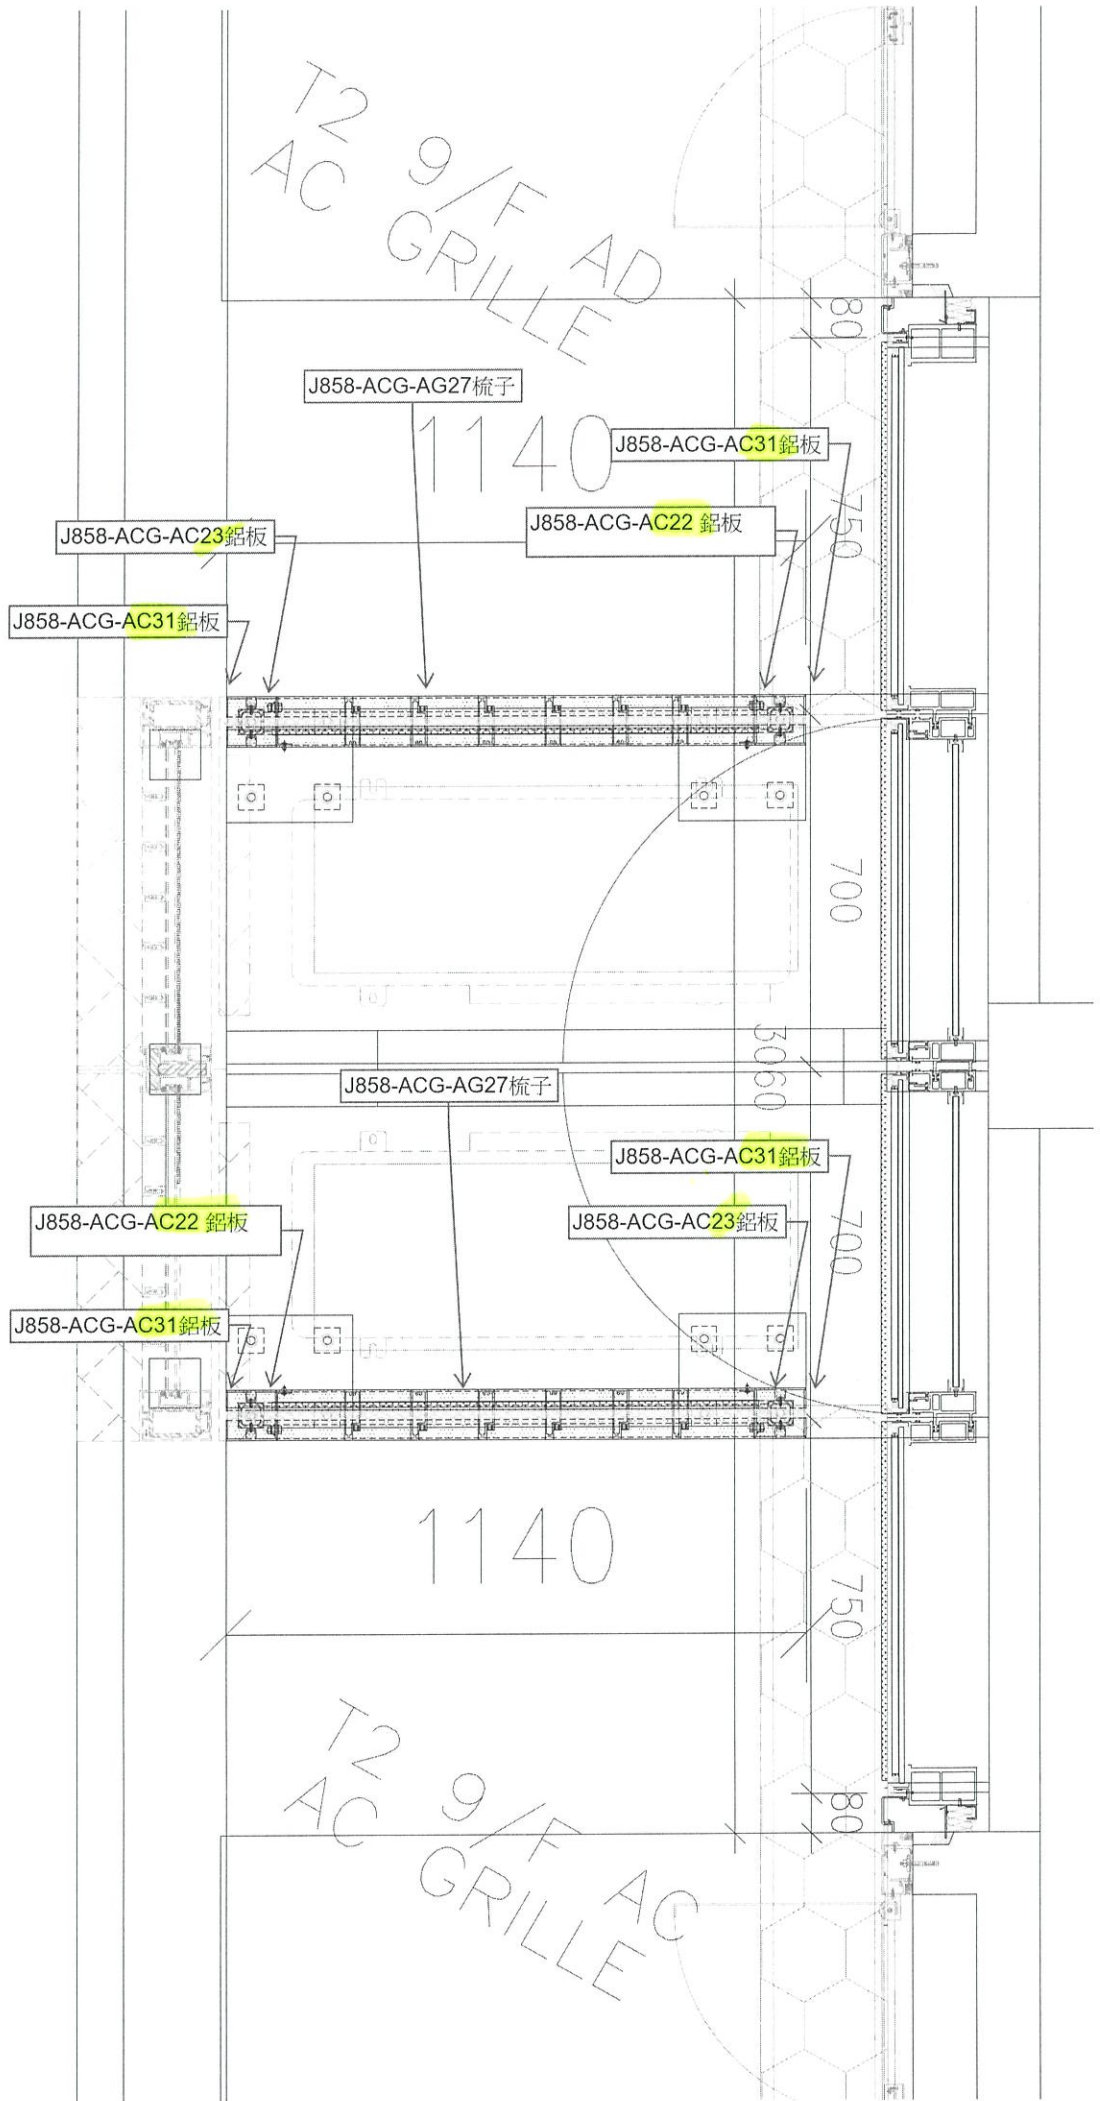 T2 9/F AD
AC GRILLE
80
J858-ACG-AG27梳子
1140
J858-ACG-AC31鋁板
750
J858-ACG-AC22 鋁板
J858-ACG-AC23鋁板
J858-ACG-AC31鋁板
700
3060
J858-ACG-AG27梳子
J858-ACG-AC31鋁板
J858-ACG-AC22 鋁板
J858-ACG-AC23鋁板
700
J858-ACG-AC31鋁板
1140
750
T2 9/F AC
AC GRILLE
80